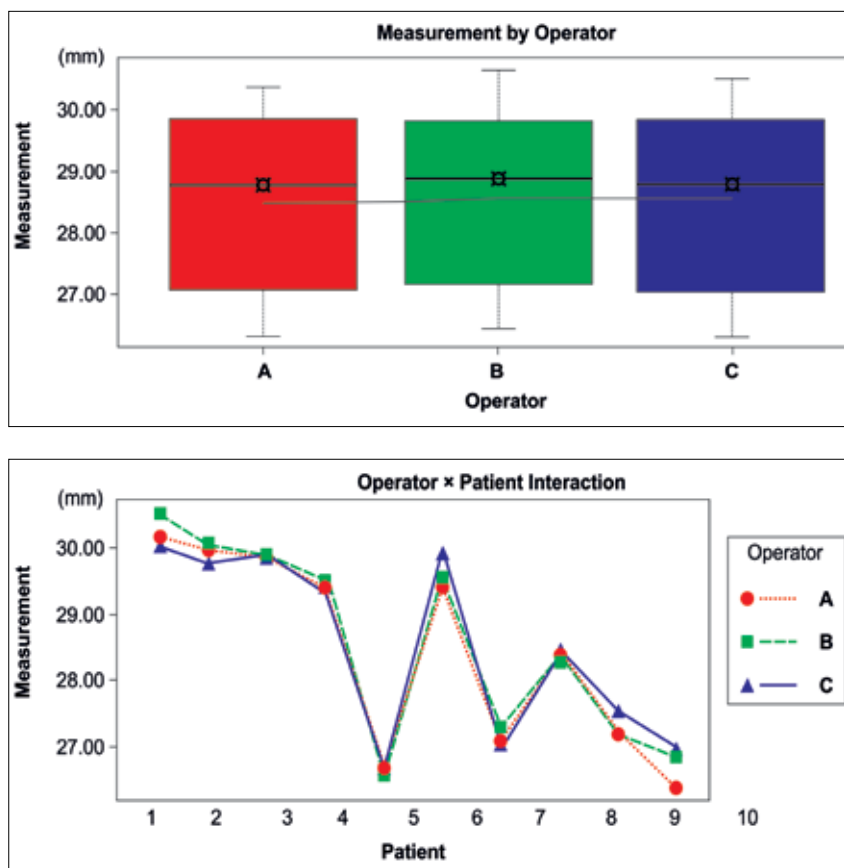 Measurement by Operator
(mm)
Measurement
30.00
29.00
28.00
27.00
A B C
Operator
Operator × Patient Interaction
(mm)
Measurement
30.00
29.00
28.00
27.00
1 2 3 4 5 6 7 8 9 10
Patient
Operator
A
B
C